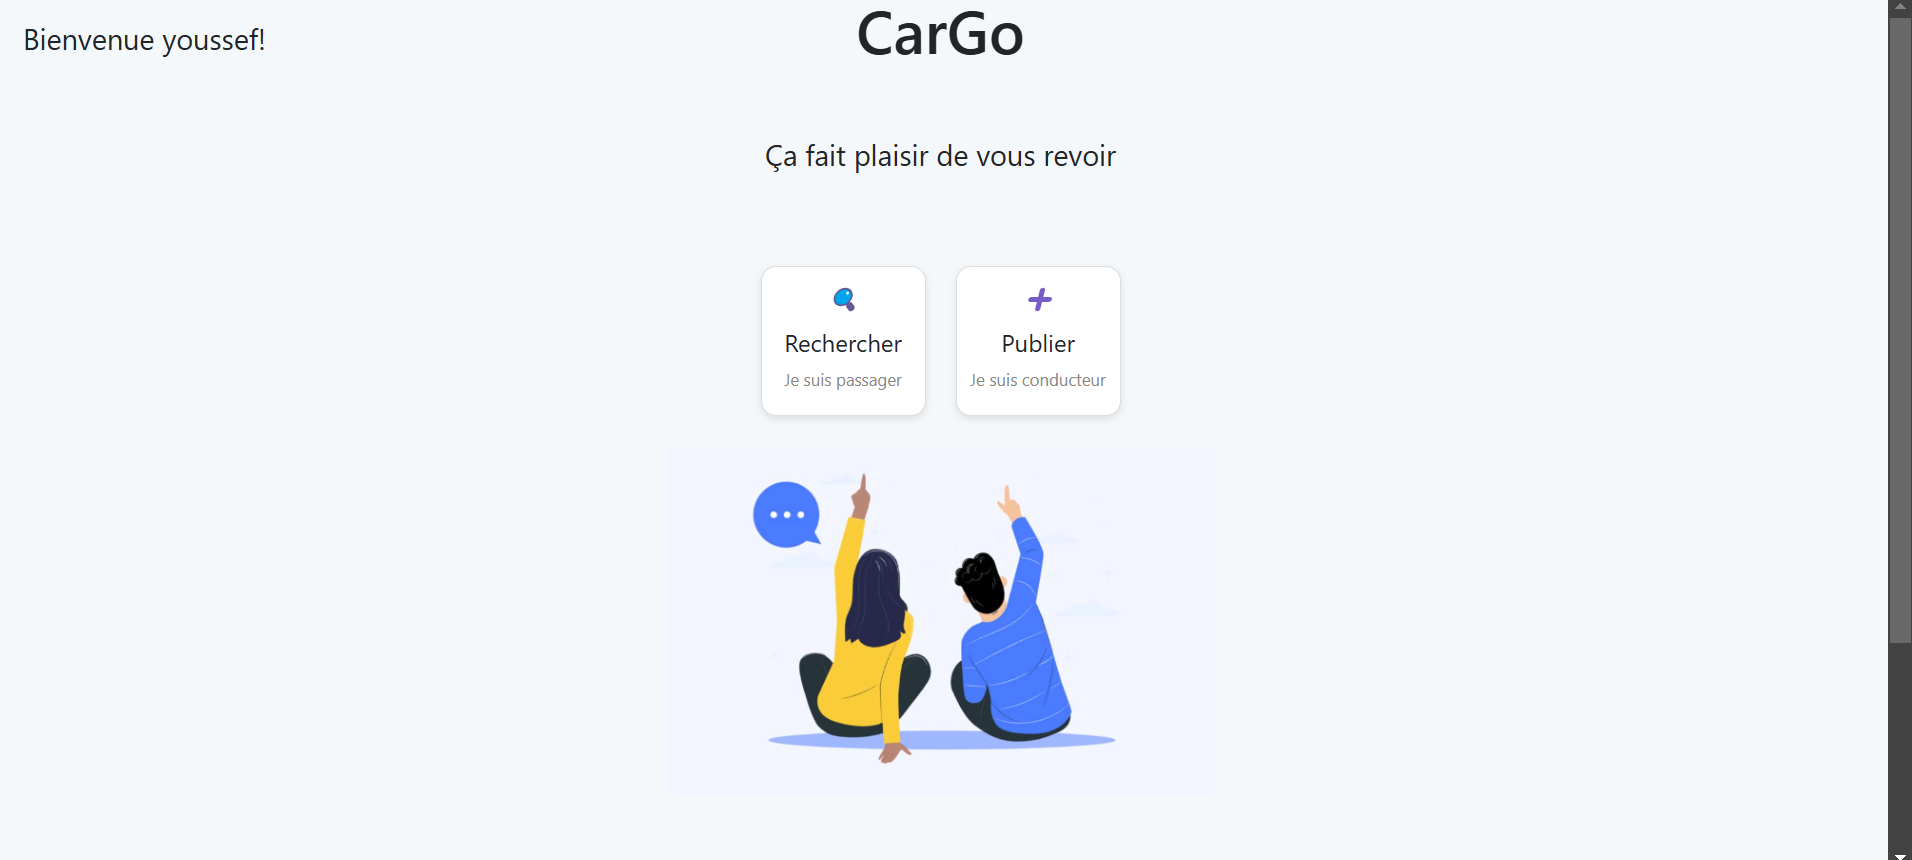 Bienvenue youssef!
CarGo
Ça fait plaisir de vous revoir
Rechercher
Je suis passager
Publier
Je suis conducteur